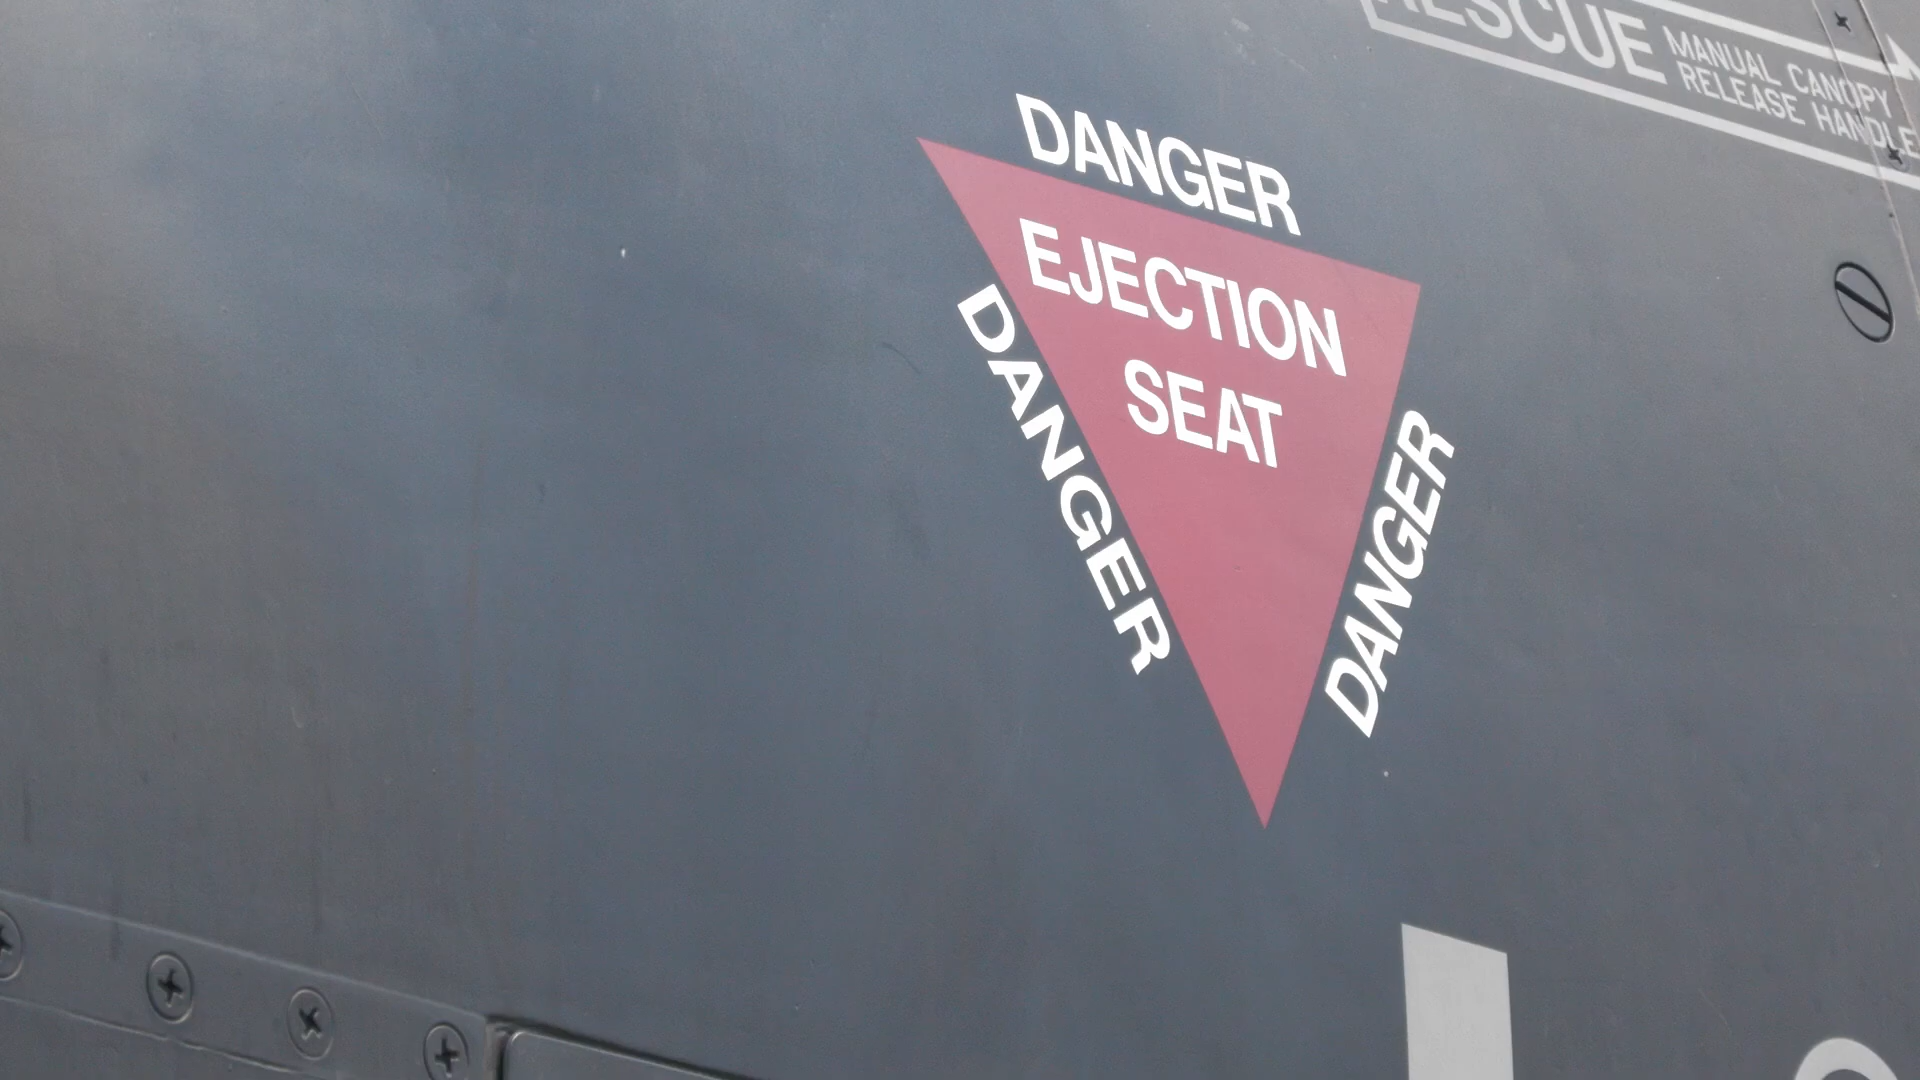 RESCUE
MANUAL CANOPY
RELEASE HANDLE
DANGER
EJECTION
SEAT
DANGER
DANGER